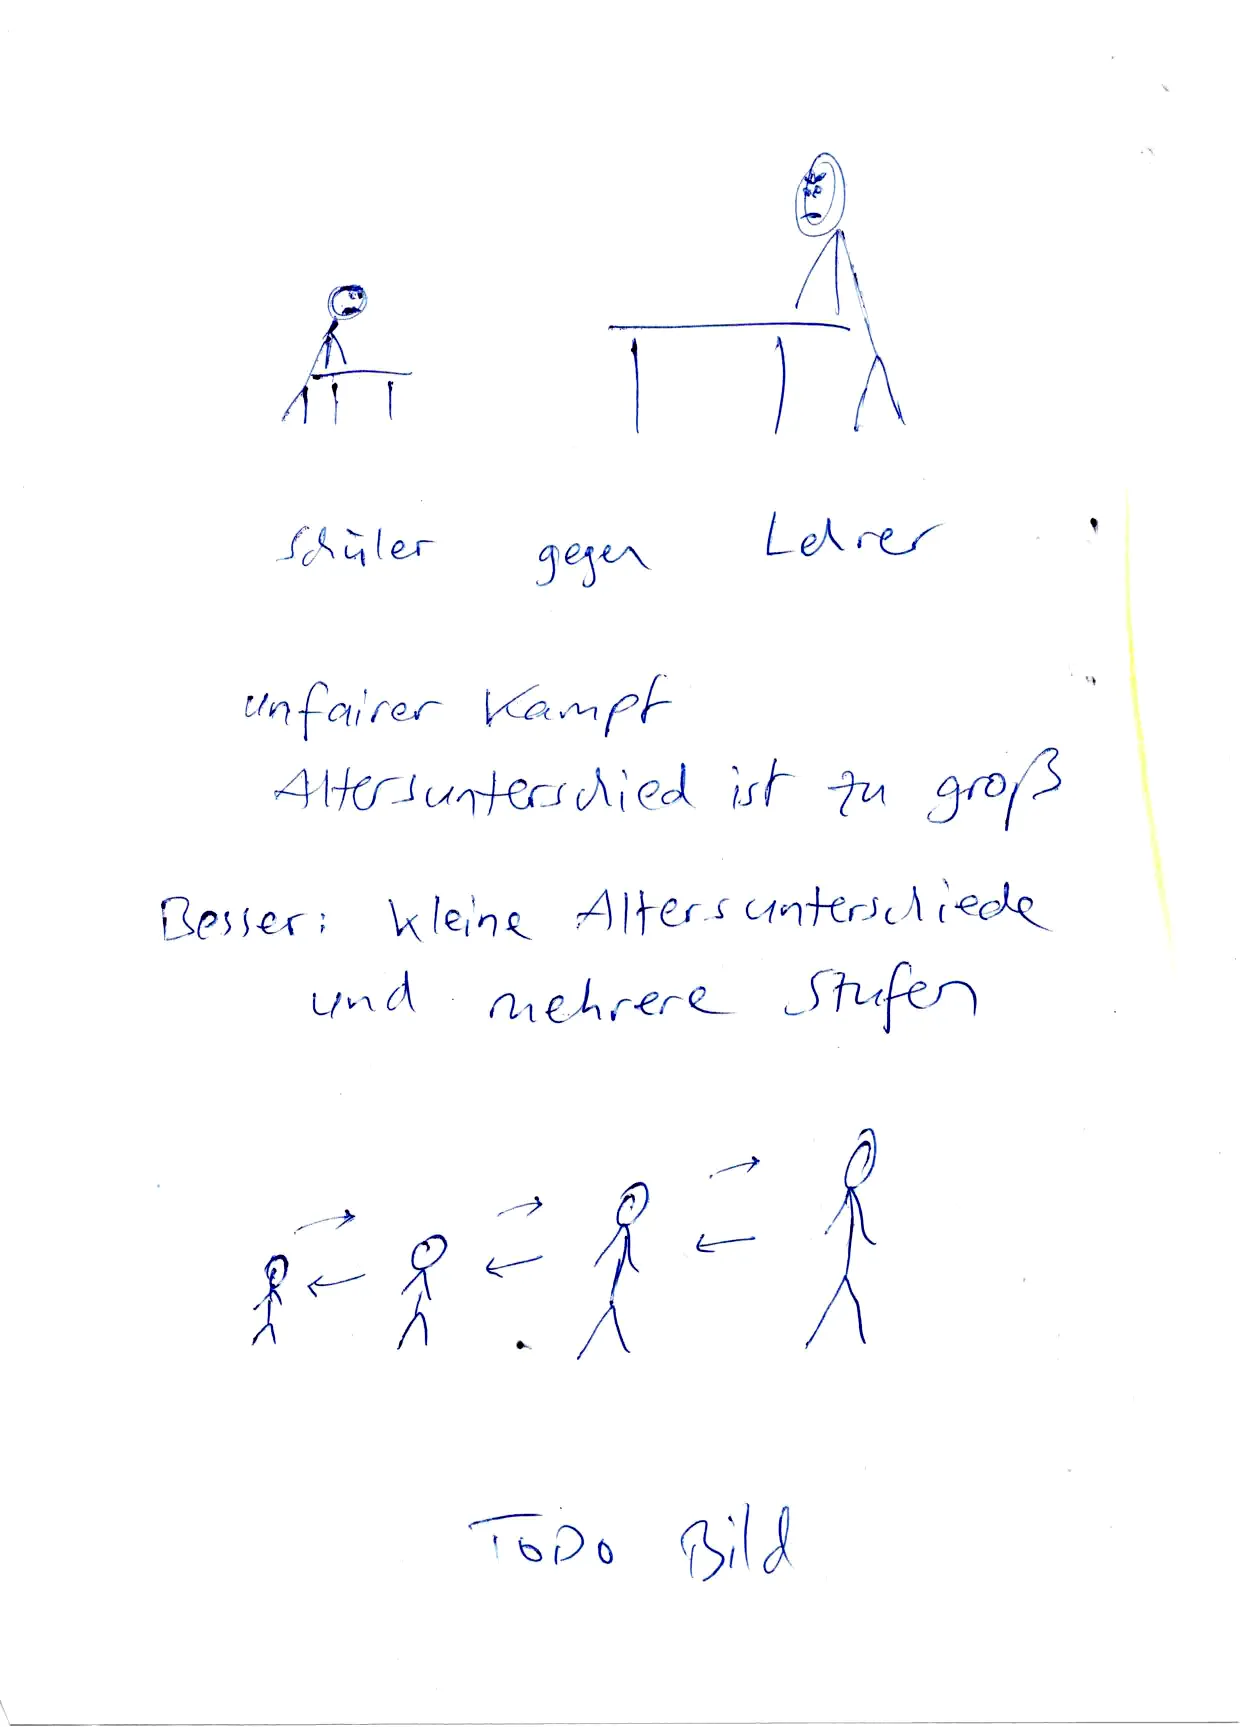 Schüler gegen Lehrer
unfairer Kampf
Altersunterschied ist zu groß
Besser: kleine Altersunterschiede
und mehrere Stufen
ToDo Bild